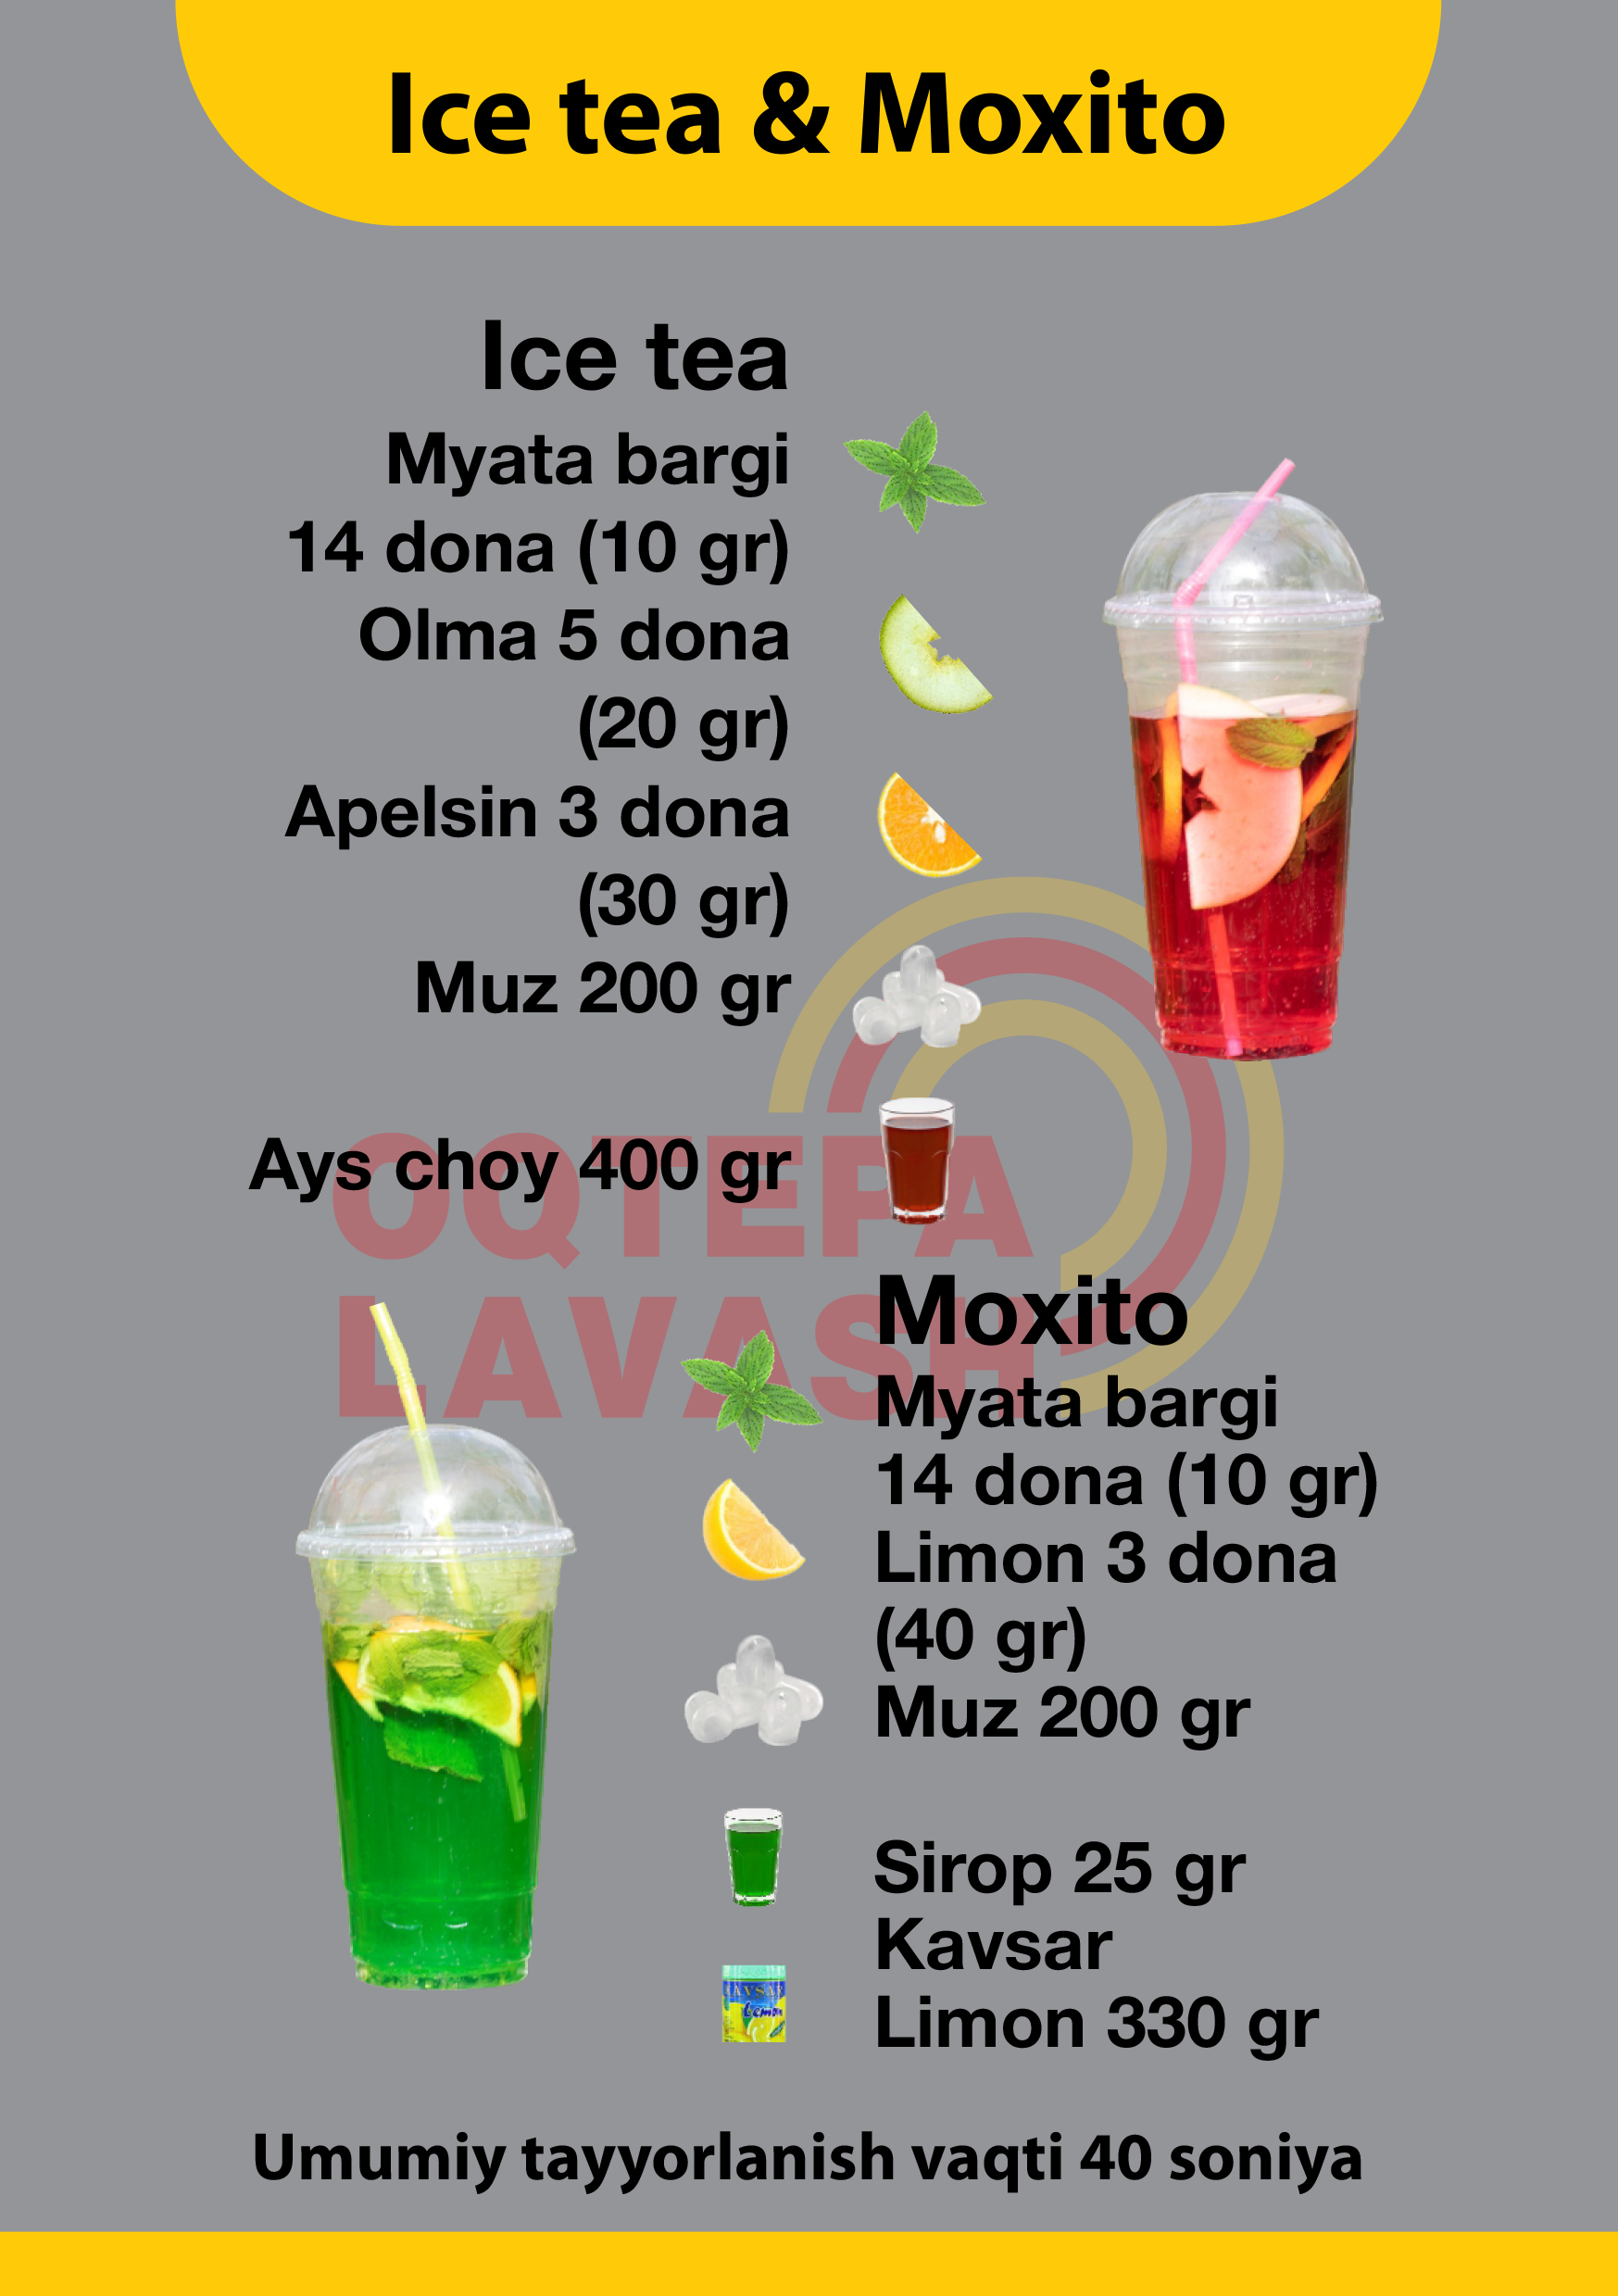 Ice tea & Moxito
Ice tea
Myata bargi
14 dona (10 gr)
Olma 5 dona
(20 gr)
Apelsin 3 dona
(30 gr)
Muz 200 gr
Ays choy 400 gr
OQTEPA
LAVASH
Moxito
Myata bargi
14 dona (10 gr)
Limon 3 dona
(40 gr)
Muz 200 gr
Sirop 25 gr
Kavsar
Limon 330 gr
KAVSAR
Lemon
Umumiy tayyorlanish vaqti 40 soniya